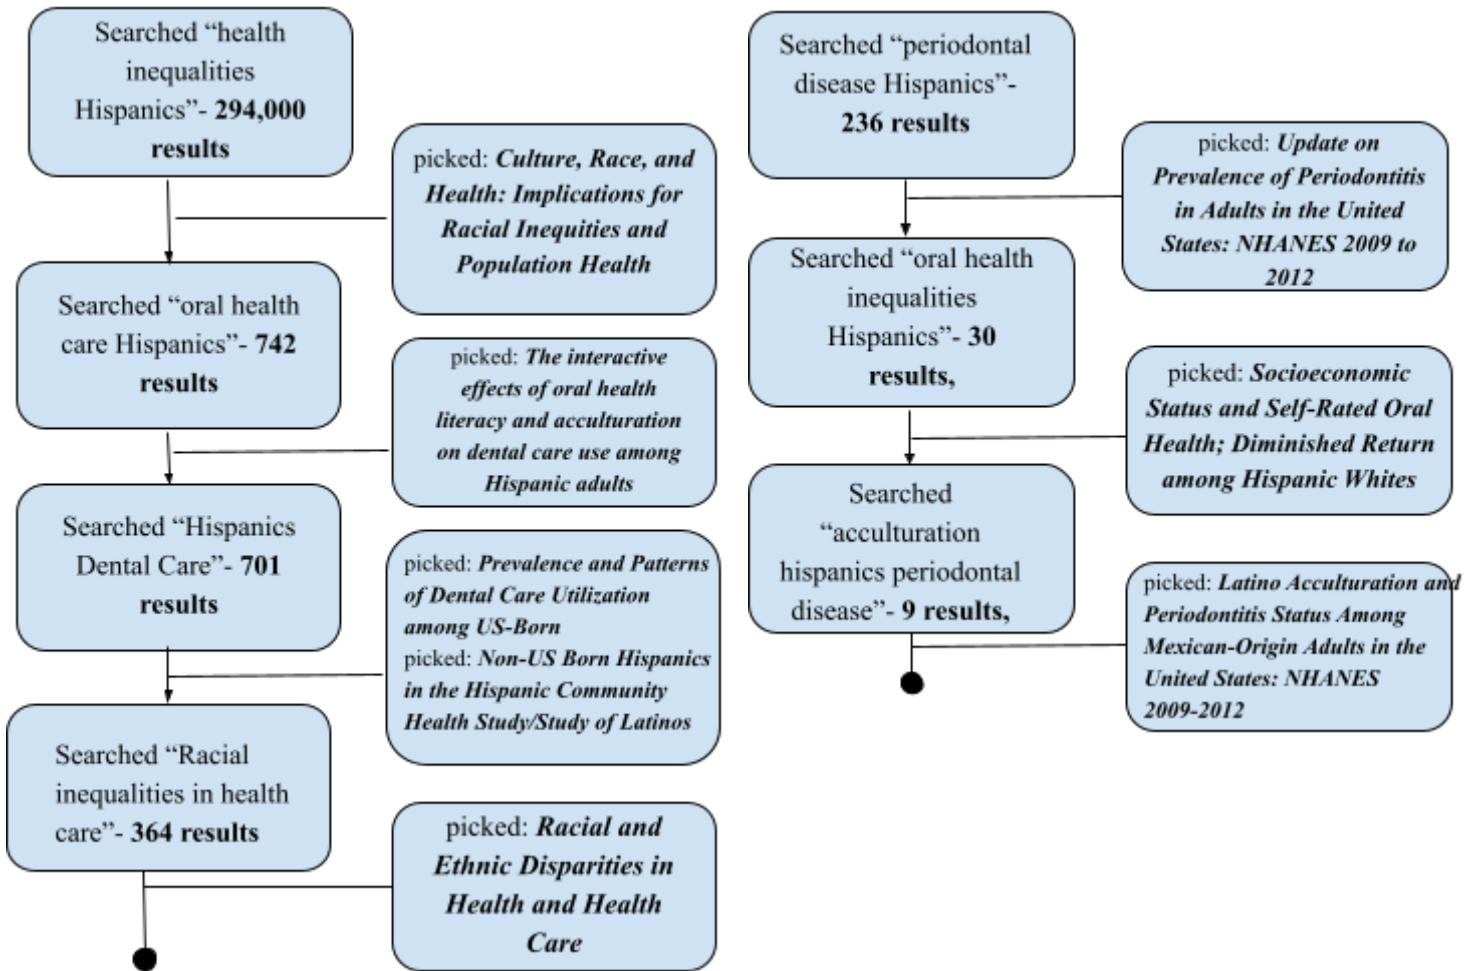 Searched “health
inequalities
Hispanics”- 294,000
results
picked: Culture, Race, and
Health: Implications for
Racial Inequities and
Population Health
Searched “oral health
care Hispanics”- 742
results
picked: The interactive
effects of oral health
literacy and acculturation
on dental care use among
Hispanic adults
Searched “Hispanics
Dental Care”- 701
results
picked: Prevalence and Patterns
of Dental Care Utilization
among US-Born
picked: Non-US Born Hispanics
in the Hispanic Community
Health Study/Study of Latinos
Searched “Racial
inequalities in health
care”- 364 results
picked: Racial and
Ethnic Disparities in
Health and Health
Care
Searched “periodontal
disease Hispanics”-
236 results
picked: Update on
Prevalence of Periodontitis
in Adults in the United
States: NHANES 2009 to
2012
Searched “oral health
inequalities
Hispanics”- 30
results,
picked: Socioeconomic
Status and Self-Rated Oral
Health; Diminished Return
among Hispanic Whites
Searched
“acculturation
hispanics periodontal
disease”- 9 results,
picked: Latino Acculturation and
Periodontitis Status Among
Mexican-Origin Adults in the
United States: NHANES
2009-2012